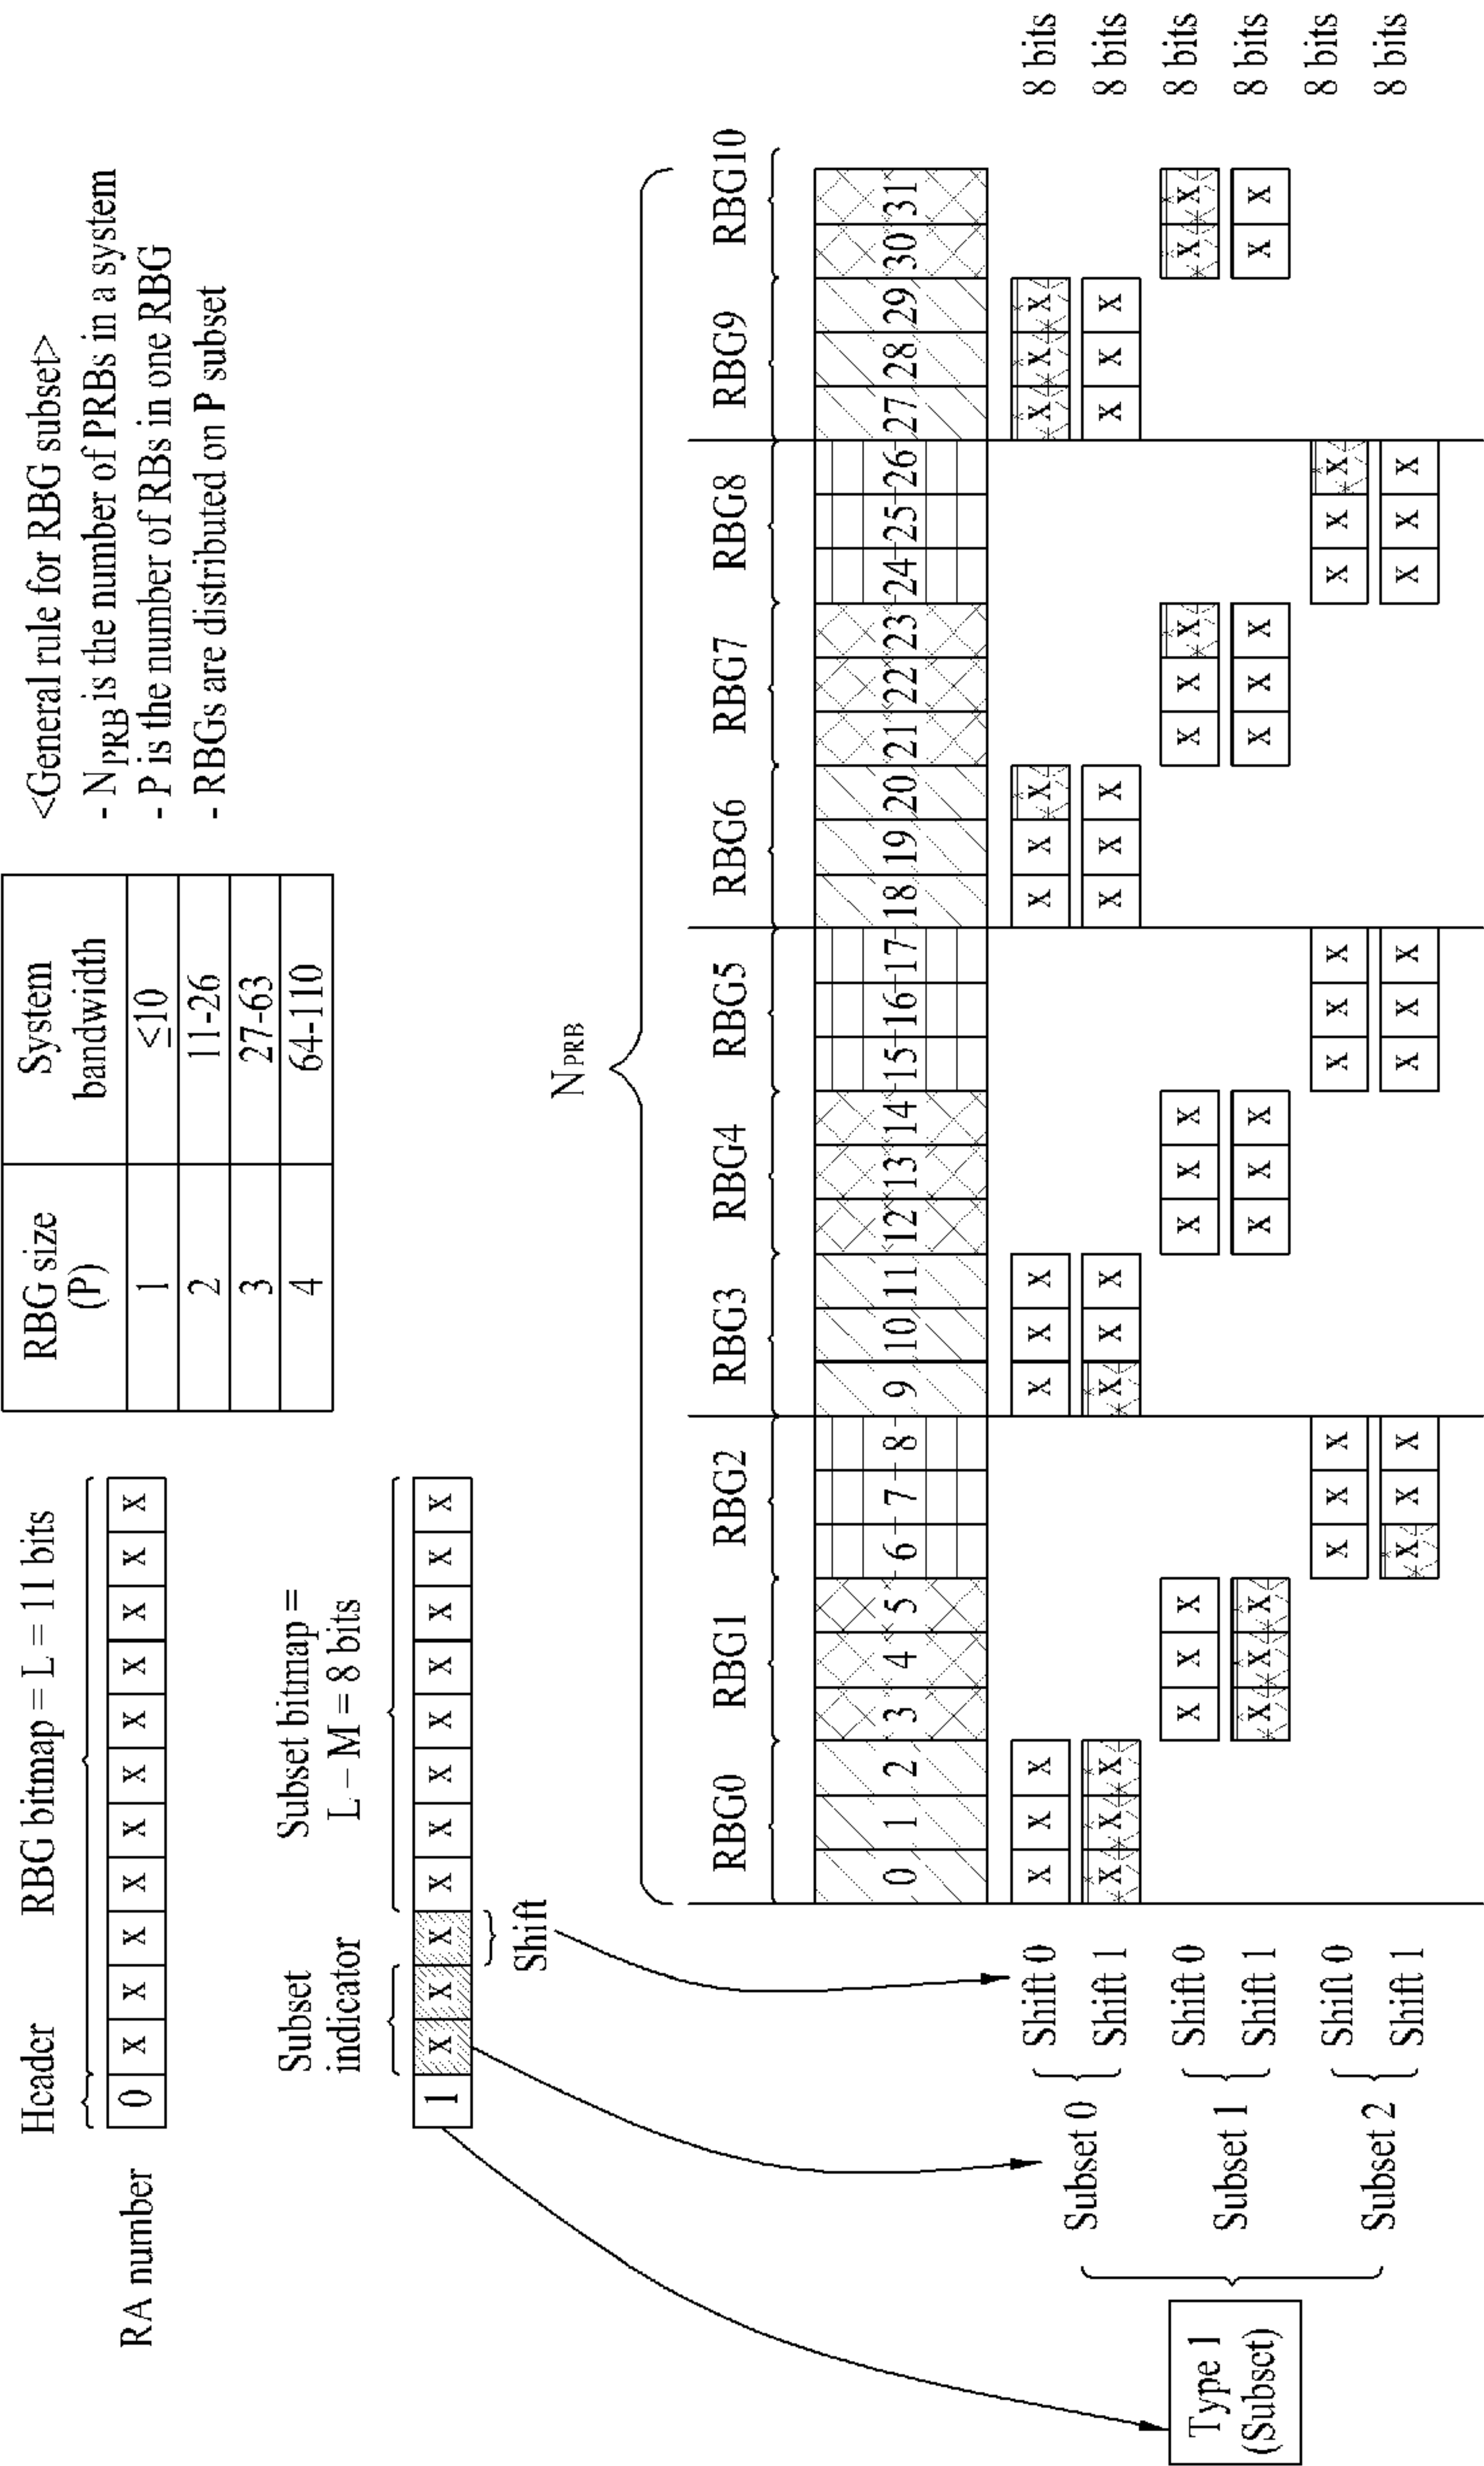 Header RBG bitmap = L = 11 bits
RA number 0 X X X X X X X X X X X
Subset indicator
Subset bitmap =
L – M = 8 bits
1 X X X X X X X X X X X
Shift
RBG size (P) System bandwidth
1 ≤10
2 11-26
3 27-63
4 64-110
<General rule for RBG subset>
- NPRB is the number of PRBs in a system
- P is the number of RBs in one RBG
- RBGs are distributed on P subset
NPRB
RBG0 RBG1 RBG2 RBG3 RBG4 RBG5 RBG6 RBG7 RBG8 RBG9 RBG10
0 1 2 3 4 5 6 7 8 9 10 11 12 13 14 15 16 17 18 19 20 21 22 23 24 25 26 27 28 29 30 31
Type 1
(Subset)
Subset 0
Shift 0 X X X X X X X X X X X X 8 bits
Shift 1 X X X X X X X X X X X X 8 bits
Subset 1
Shift 0 X X X X X X X X X X X 8 bits
Shift 1 X X X X X X X X X X X 8 bits
Subset 2
Shift 0 X X X X X X X X X 8 bits
Shift 1 X X X X X X X X X 8 bits